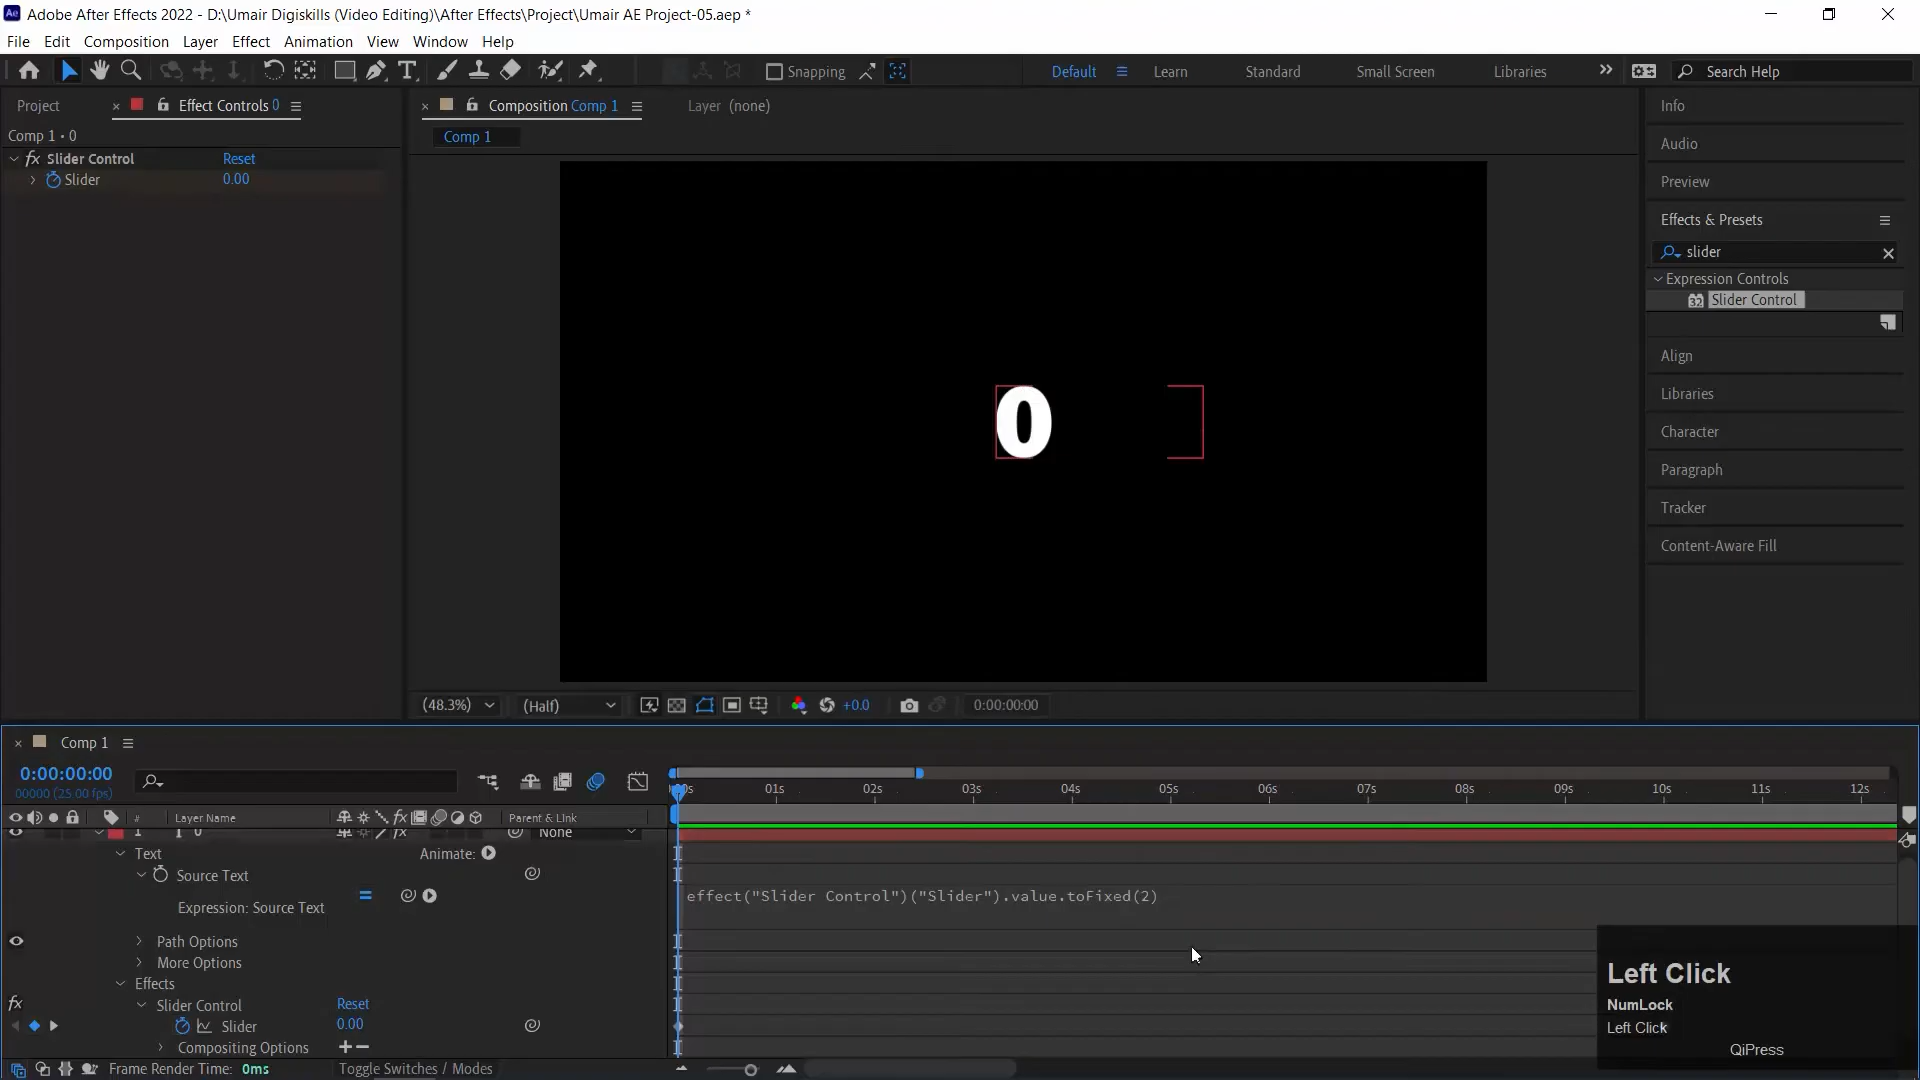 Adobe After Effects 2022 - D:\Umair Digiskills (Video Editing)\After Effects\Project\Umair AE Project-05.aep *
File Edit Composition Layer Effect Animation View Window Help
Snapping Default Learn Standard Small Screen Libraries Search Help
Project Effect Controls 0 Composition Comp 1 Layer (none) Info
Comp 1 • 0
Comp 1
fx Slider Control Reset
Slider 0.00
Audio
Preview
Effects & Presets
slider
Expression Controls
Slider Control
Align
Libraries
Character
Paragraph
Tracker
Content-Aware Fill
0
(48.3%) (Half) +0.0 0:00:00:00
Comp 1
0:00:00:00
00000 (25.00 fps)
01s 02s 03s 04s 05s 06s 07s 08s 09s 10s 11s 12s
# Layer Name fx Parent & Link
1 T 0 fx None
Text Animate:
Source Text
Expression: Source Text
effect("Slider Control")("Slider").value.toFixed(2)
Path Options
More Options
Effects
fx Slider Control Reset
Slider 0.00
Compositing Options
Frame Render Time: 0ms Toggle Switches / Modes
Left Click
NumLock
Left Click
QiPress